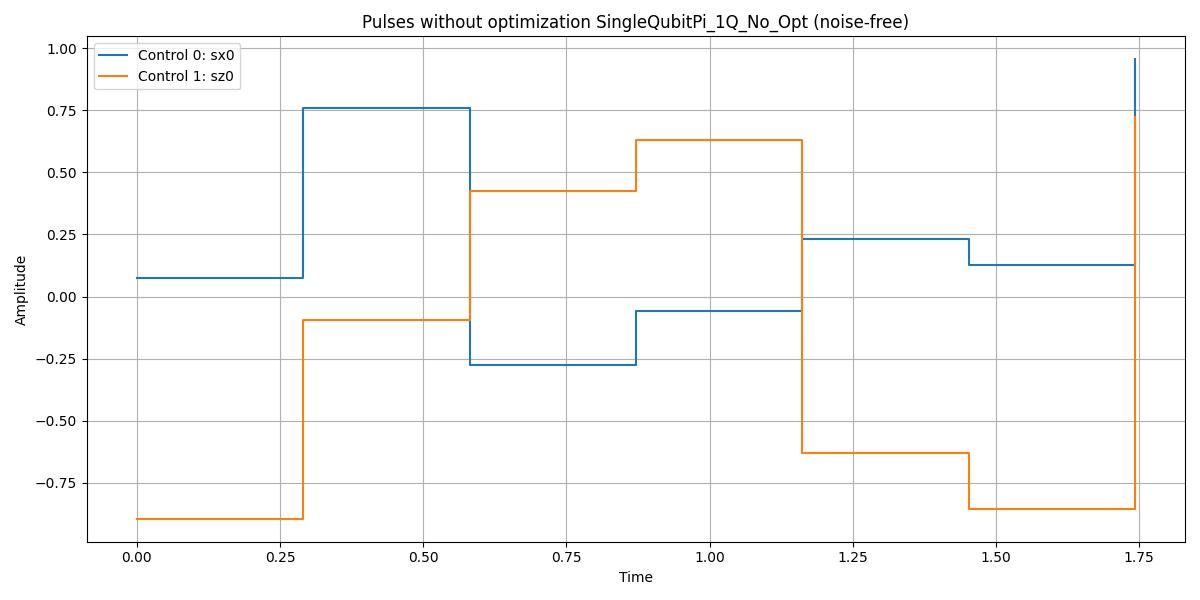 Pulses without optimization SingleQubitPi_1Q_No_Opt (noise-free)
Control 0: sx0
Control 1: sz0
Amplitude
1.00
0.75
0.50
0.25
0.00
−0.25
−0.50
−0.75
0.00 0.25 0.50 0.75 1.00 1.25 1.50 1.75
Time